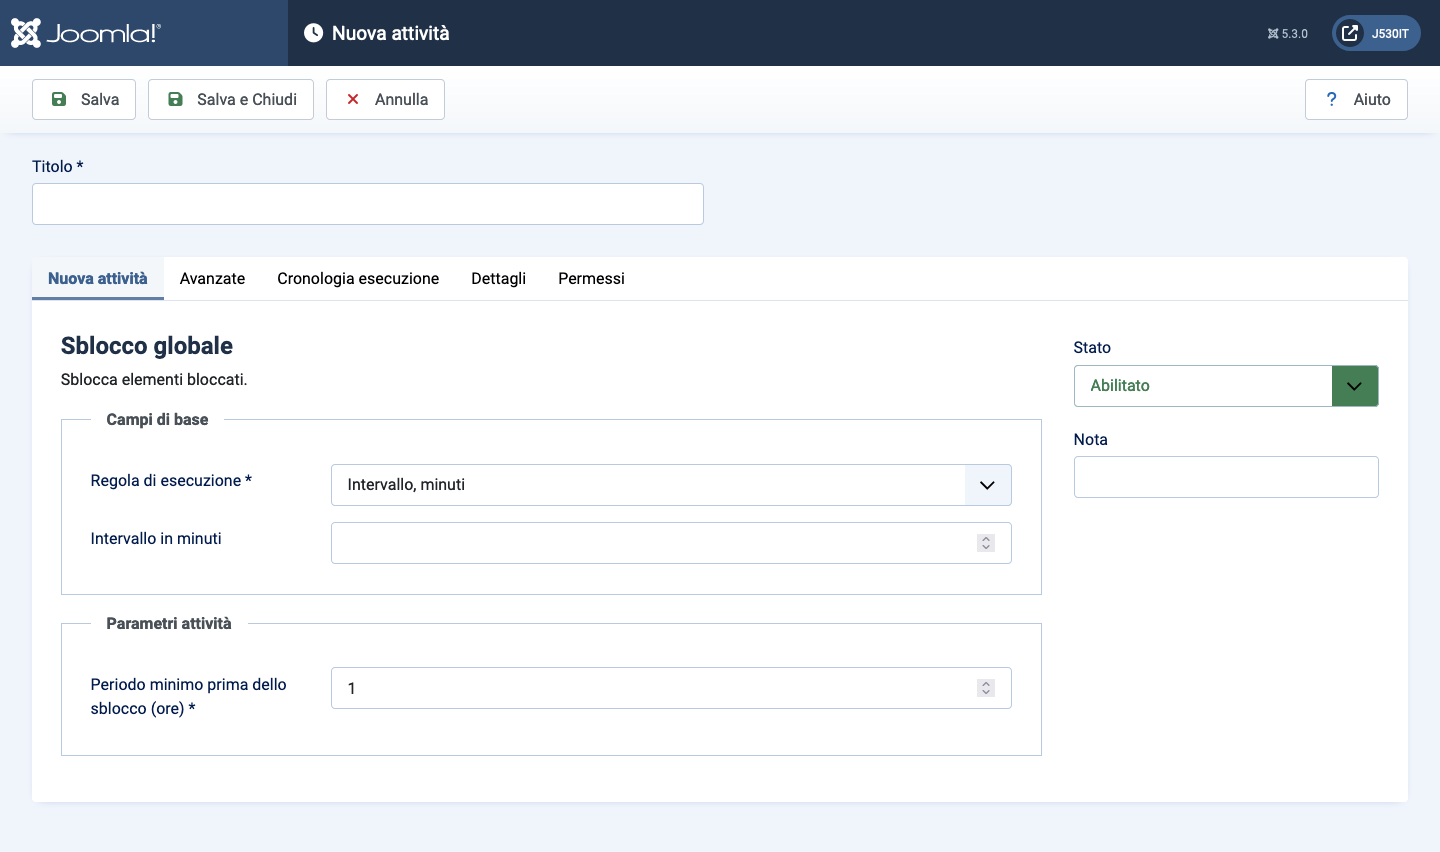 Joomla!®
Nuova attività
5.3.0
J530IT
Salva
Salva e Chiudi
Annulla
? Aiuto
Titolo *
Nuova attività
Avanzate
Cronologia esecuzione
Dettagli
Permessi
Sblocco globale
Sblocca elementi bloccati.
Campi di base
Regola di esecuzione *
Intervallo, minuti
Intervallo in minuti
Parametri attività
Periodo minimo prima dello
sblocco (ore) *
1
Stato
Abilitato
Nota